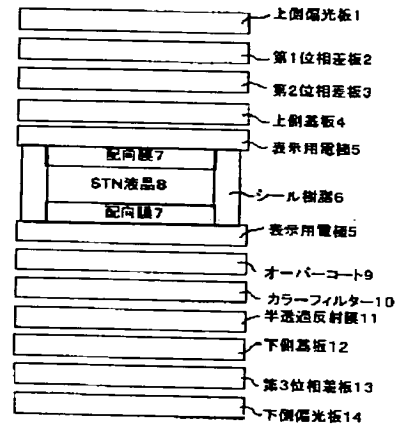 上側偏光板1
第1位相差板2
第2位相差板3
上側基板4
表示用電極5
配向膜7
STN液晶8
シール樹脂6
配向膜7
表示用電極5
オーバーコート9
カラーフィルター10
半透過反射膜11
下側基板12
第3位相差板13
下側偏光板14